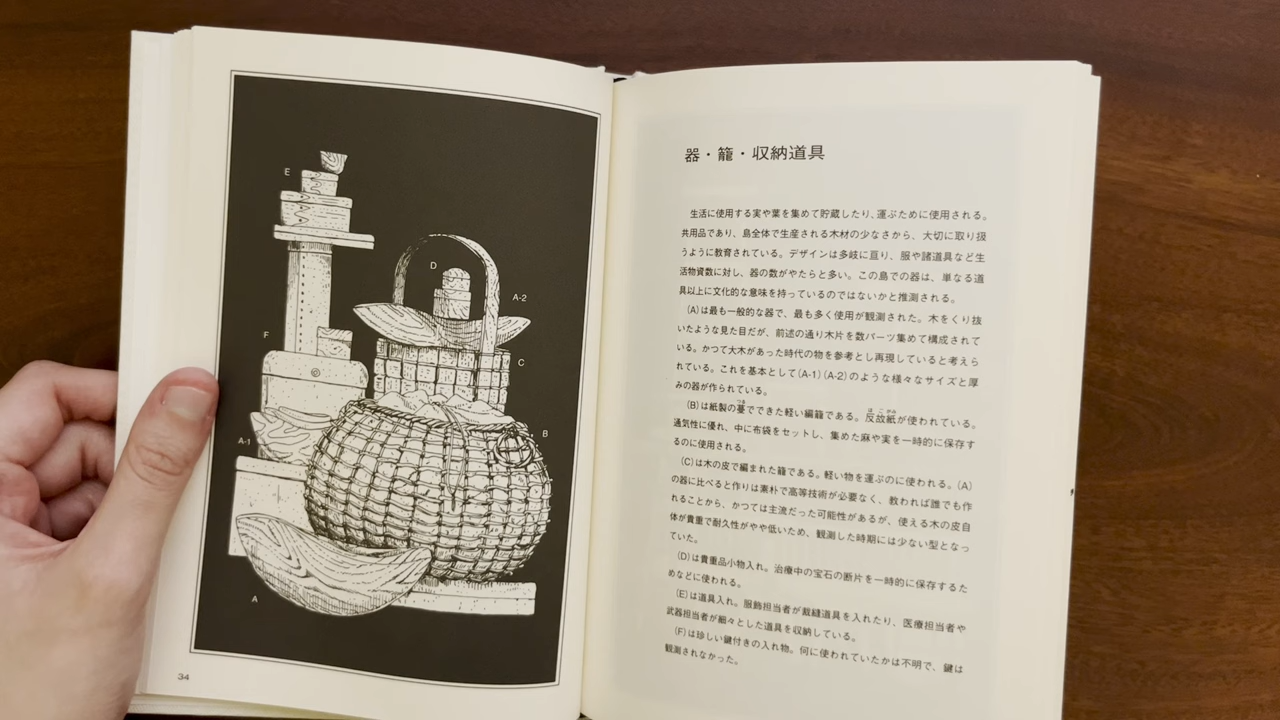 E
D
A-2
F
C
B
A-1
A
34
器・籠・収納道具
生活に使用する実や葉を集めて貯蔵したり、運ぶために使用される。
共用品であり、島全体で生産される木材の少なさから、大切に取り扱
うように教育されている。デザインは多岐に亘り、服や諸道具など生
活物資数に対し、器の数がやたらと多い。この島での器は、単なる道
具以上に文化的な意味を持っているのではないかと推測される。
(A)は最も一般的な器で、最も多く使用が観測された。木をくり抜
いたような見た目だが、前述の通り木片を数パーツ集めて構成されて
いる。かつて大木があった時代の物を参考とし再現していると考えら
れている。これを基本として(A-1)(A-2)のような様々なサイズと厚
みの器が作られている。
(B)は紙製の蔓でできた軽い編籠である。反故紙が使われている。
通気性に優れ、中に布袋をセットし、集めた麻や実を一時的に保存す
るのに使用される。
(C)は木の皮で編まれた籠である。軽い物を運ぶのに使われる。(A)
の器に比べると作りは素朴で高等技術が必要なく、教われば誰でも作
れることから、かつては主流だった可能性があるが、使える木の皮自
体が貴重で耐久性がやや低いため、観測した時期には少ない型となっ
ていた。
(D)は貴重品小物入れ。治療中の宝石の断片を一時的に保存するた
めなどに使われる。
(E)は道具入れ。服飾担当者が裁縫道具を入れたり、医療担当者や
武器担当者が細々とした道具を収納している。
(F)は珍しい鍵付きの入れ物。何に使われていたかは不明で、鍵は
観測されなかった。